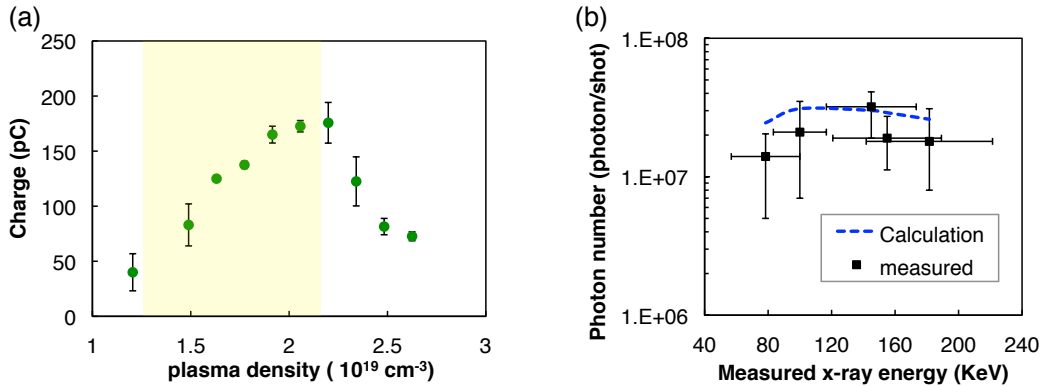 (a)
250
200
150
100
50
0
Charge (pC)
1
1.5
2
2.5
3
plasma density ( 10¹⁹ cm⁻³)
(b)
1.E+08
1.E+07
1.E+06
Photon number (photon/shot)
Calculation
measured
40
80
120
160
200
240
Measured x-ray energy (KeV)